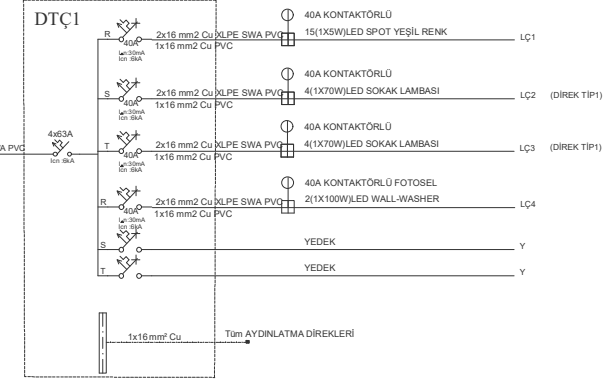 DTÇ1
40A KONTAKTÖRLÜ
R 2x16 mm2 Cu XLPE SWA PVC 15(1X5W)LED SPOT YEŞİL RENK LÇ1
40A 1x16 mm2 Cu PVC
I△n:30mA
Icn :6kA
40A KONTAKTÖRLÜ
S 2x16 mm2 Cu XLPE SWA PVC 4(1X70W)LED SOKAK LAMBASI LÇ2 (DİREK TİP1)
40A 1x16 mm2 Cu PVC
I△n:30mA
Icn :6kA
40A KONTAKTÖRLÜ
4x63A
T 2x16 mm2 Cu XLPE SWA PVC 4(1X70W)LED SOKAK LAMBASI LÇ3 (DİREK TİP1)
PVC
40A 1x16 mm2 Cu PVC
Icn :6kA
I△n:30mA
Icn :6kA
40A KONTAKTÖRLÜ FOTOSEL
R 2x16 mm2 Cu XLPE SWA PVC 2(1X100W)LED WALL-WASHER LÇ4
40A 1x16 mm2 Cu PVC
I△n:30mA
Icn :6kA
S YEDEK Y
T YEDEK Y
1x16 mm² Cu Tüm AYDINLATMA DİREKLERİ